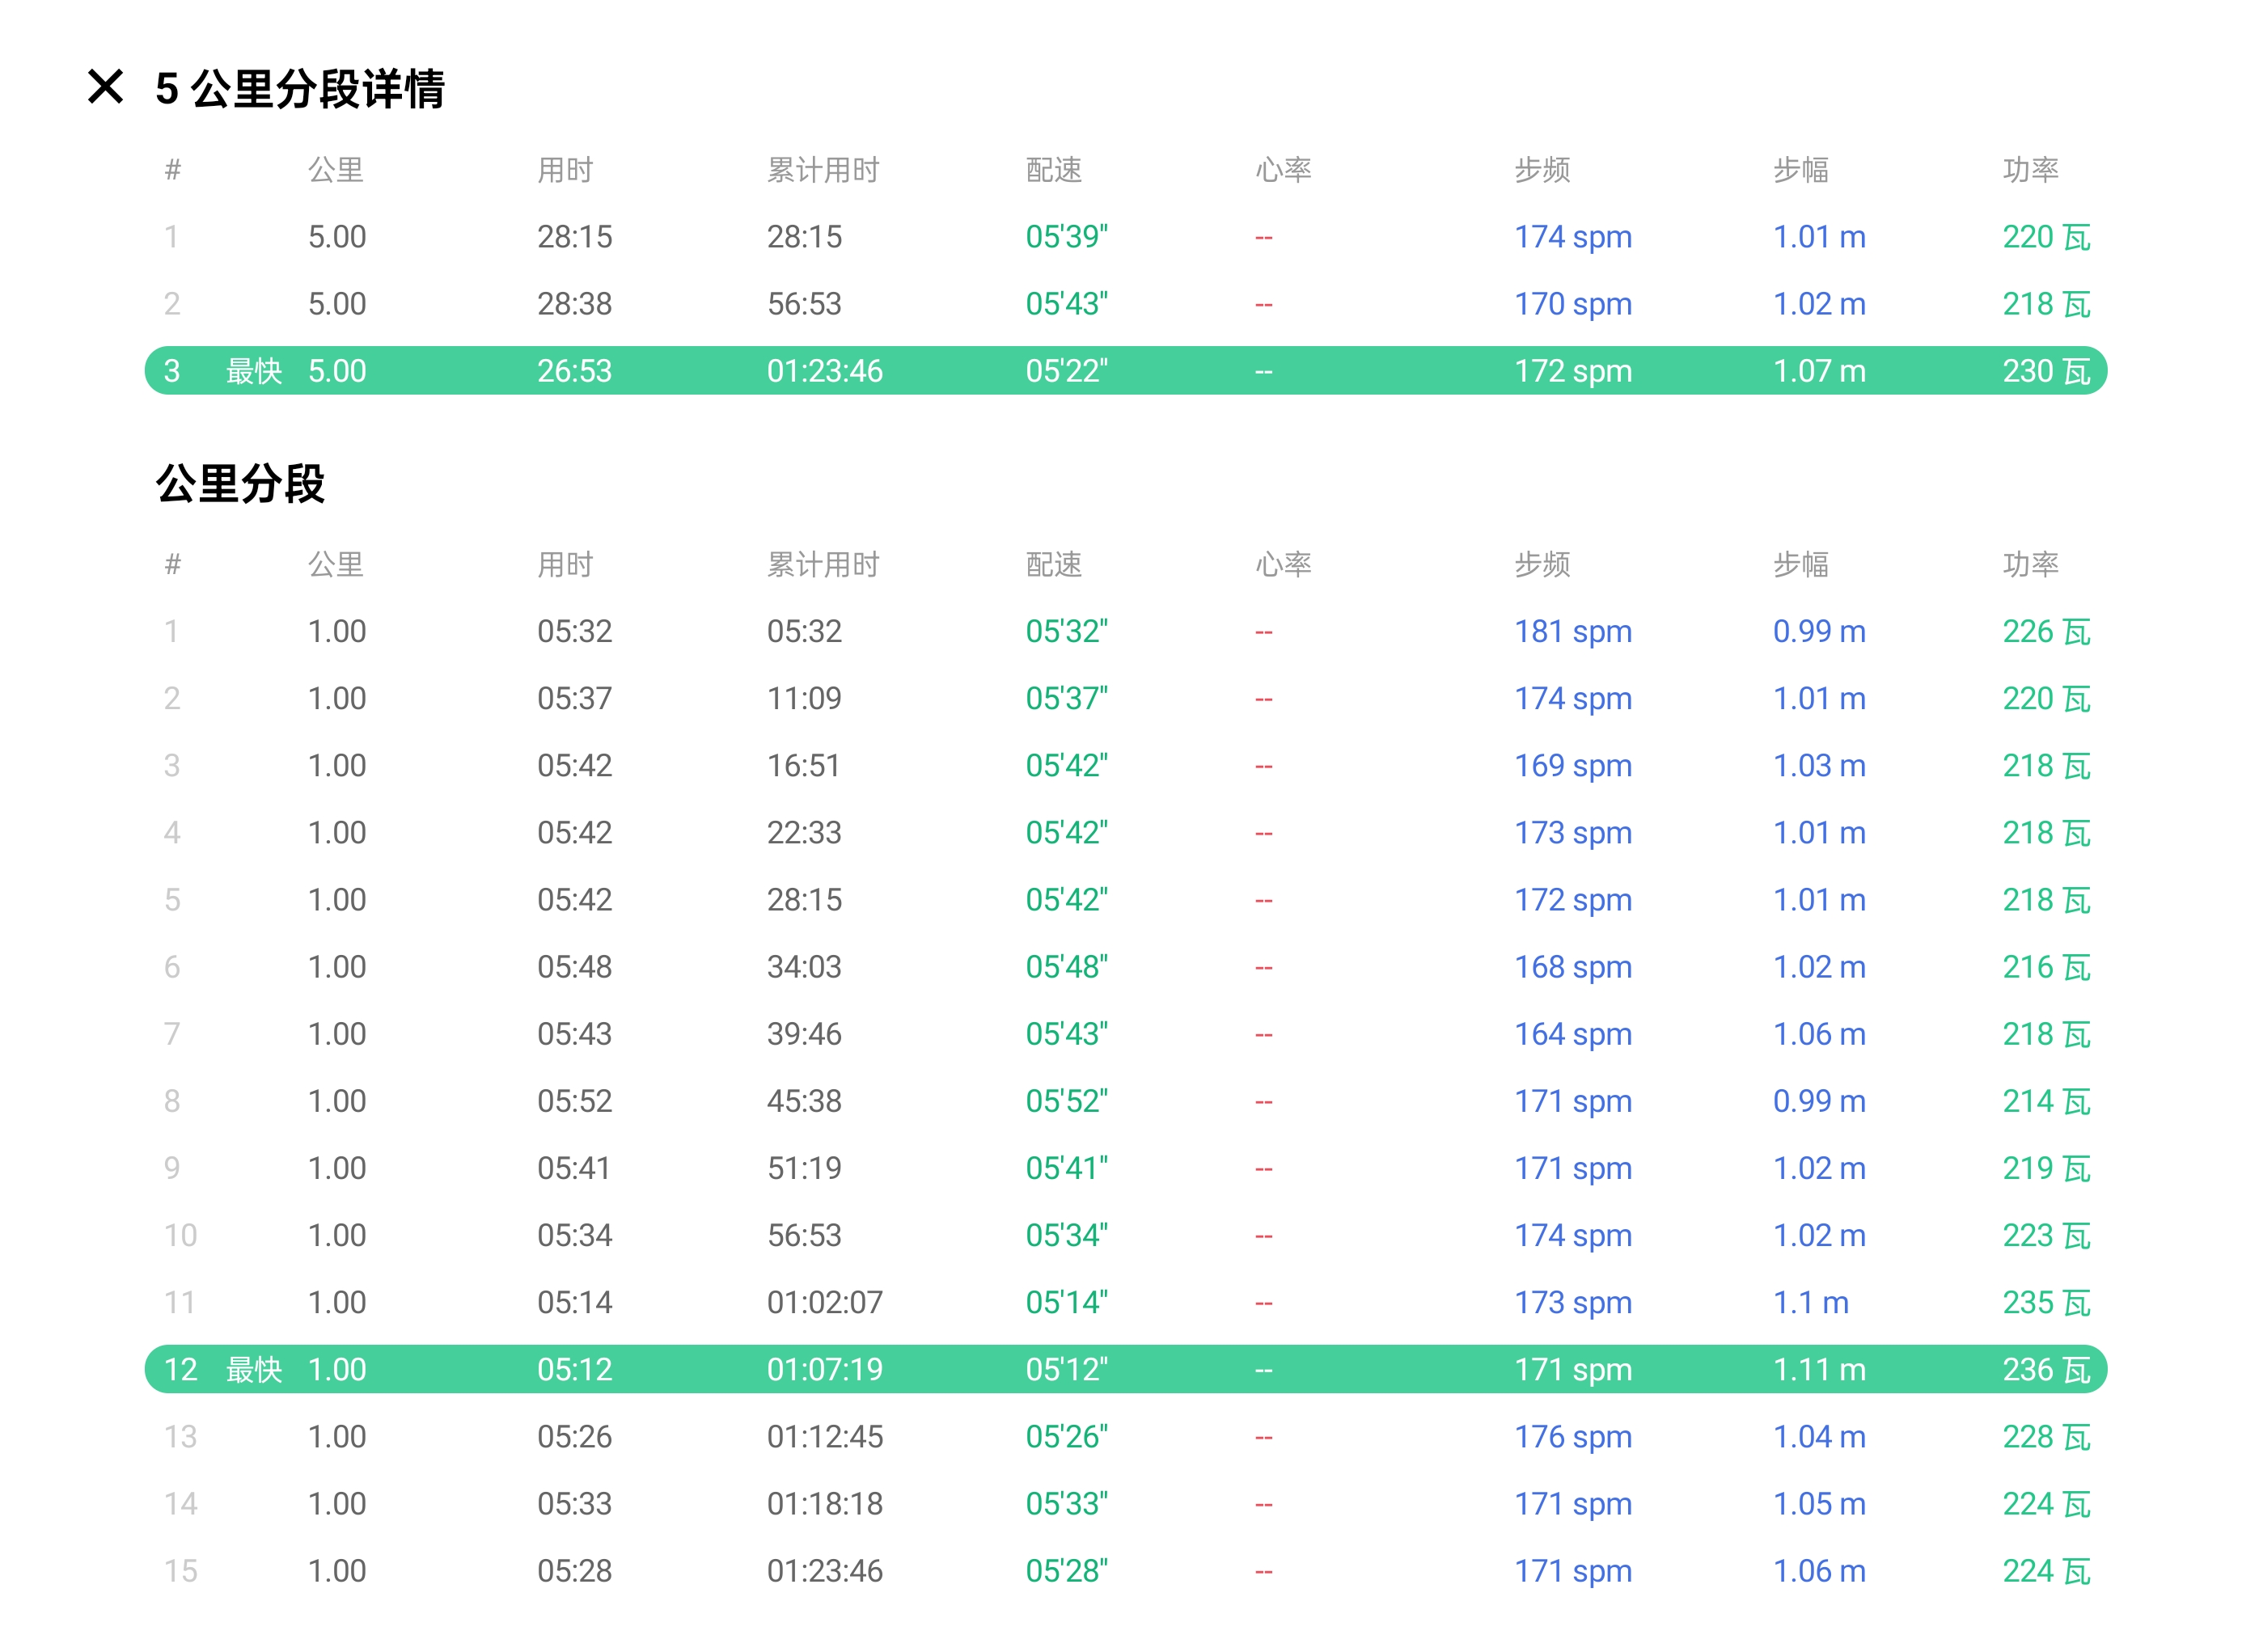 5 公里分段详情
# 公里 用时 累计用时 配速 心率 步频 步幅 功率
1 5.00 28:15 28:15 05'39" -- 174 spm 1.01 m 220 瓦
2 5.00 28:38 56:53 05'43" -- 170 spm 1.02 m 218 瓦
3 最快 5.00 26:53 01:23:46 05'22" -- 172 spm 1.07 m 230 瓦
公里分段
# 公里 用时 累计用时 配速 心率 步频 步幅 功率
1 1.00 05:32 05:32 05'32" -- 181 spm 0.99 m 226 瓦
2 1.00 05:37 11:09 05'37" -- 174 spm 1.01 m 220 瓦
3 1.00 05:42 16:51 05'42" -- 169 spm 1.03 m 218 瓦
4 1.00 05:42 22:33 05'42" -- 173 spm 1.01 m 218 瓦
5 1.00 05:42 28:15 05'42" -- 172 spm 1.01 m 218 瓦
6 1.00 05:48 34:03 05'48" -- 168 spm 1.02 m 216 瓦
7 1.00 05:43 39:46 05'43" -- 164 spm 1.06 m 218 瓦
8 1.00 05:52 45:38 05'52" -- 171 spm 0.99 m 214 瓦
9 1.00 05:41 51:19 05'41" -- 171 spm 1.02 m 219 瓦
10 1.00 05:34 56:53 05'34" -- 174 spm 1.02 m 223 瓦
11 1.00 05:14 01:02:07 05'14" -- 173 spm 1.1 m 235 瓦
12 最快 1.00 05:12 01:07:19 05'12" -- 171 spm 1.11 m 236 瓦
13 1.00 05:26 01:12:45 05'26" -- 176 spm 1.04 m 228 瓦
14 1.00 05:33 01:18:18 05'33" -- 171 spm 1.05 m 224 瓦
15 1.00 05:28 01:23:46 05'28" -- 171 spm 1.06 m 224 瓦